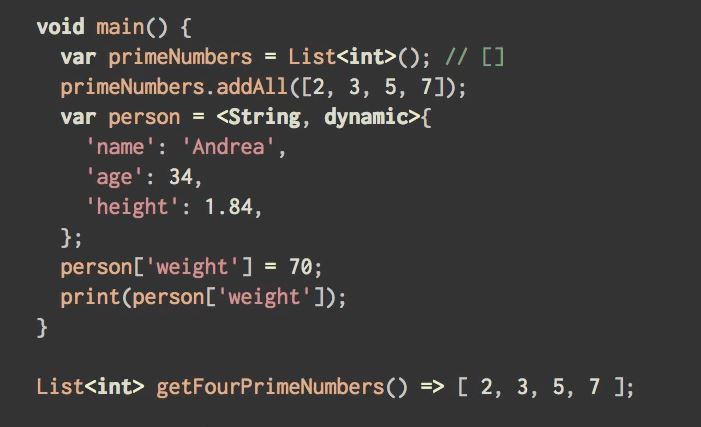 void main() {
  var primeNumbers = List<int>(); // []
  primeNumbers.addAll([2, 3, 5, 7]);
  var person = <String, dynamic>{
    'name': 'Andrea',
    'age': 34,
    'height': 1.84,
  };
  person['weight'] = 70;
  print(person['weight']);
}

List<int> getFourPrimeNumbers() => [ 2, 3, 5, 7 ];